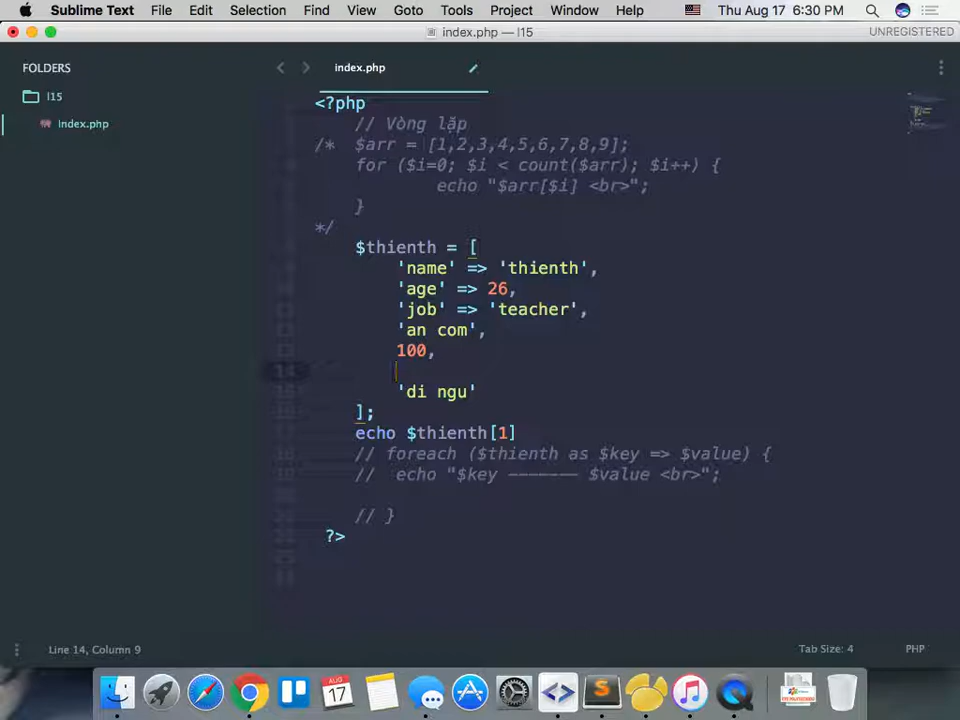 Sublime Text File Edit Selection Find View Goto Tools Project Window Help Thu Aug 17 6:30 PM
index.php — l15 UNREGISTERED
FOLDERS
l15
index.php
index.php
<?php
// Vòng lặp
/* $arr = [1,2,3,4,5,6,7,8,9];
for ($i=0; $i < count($arr); $i++) {
echo "$arr[$i] <br>";
}
*/
$thienth = [
'name' => 'thienth',
'age' => 26,
'job' => 'teacher',
'an com',
100,
14
'di ngu'
];
echo $thienth[1]
// foreach ($thienth as $key => $value) {
// echo "$key ——————— $value <br>";
// }
?>
Line 14, Column 9 Tab Size: 4 PHP
AUG
17